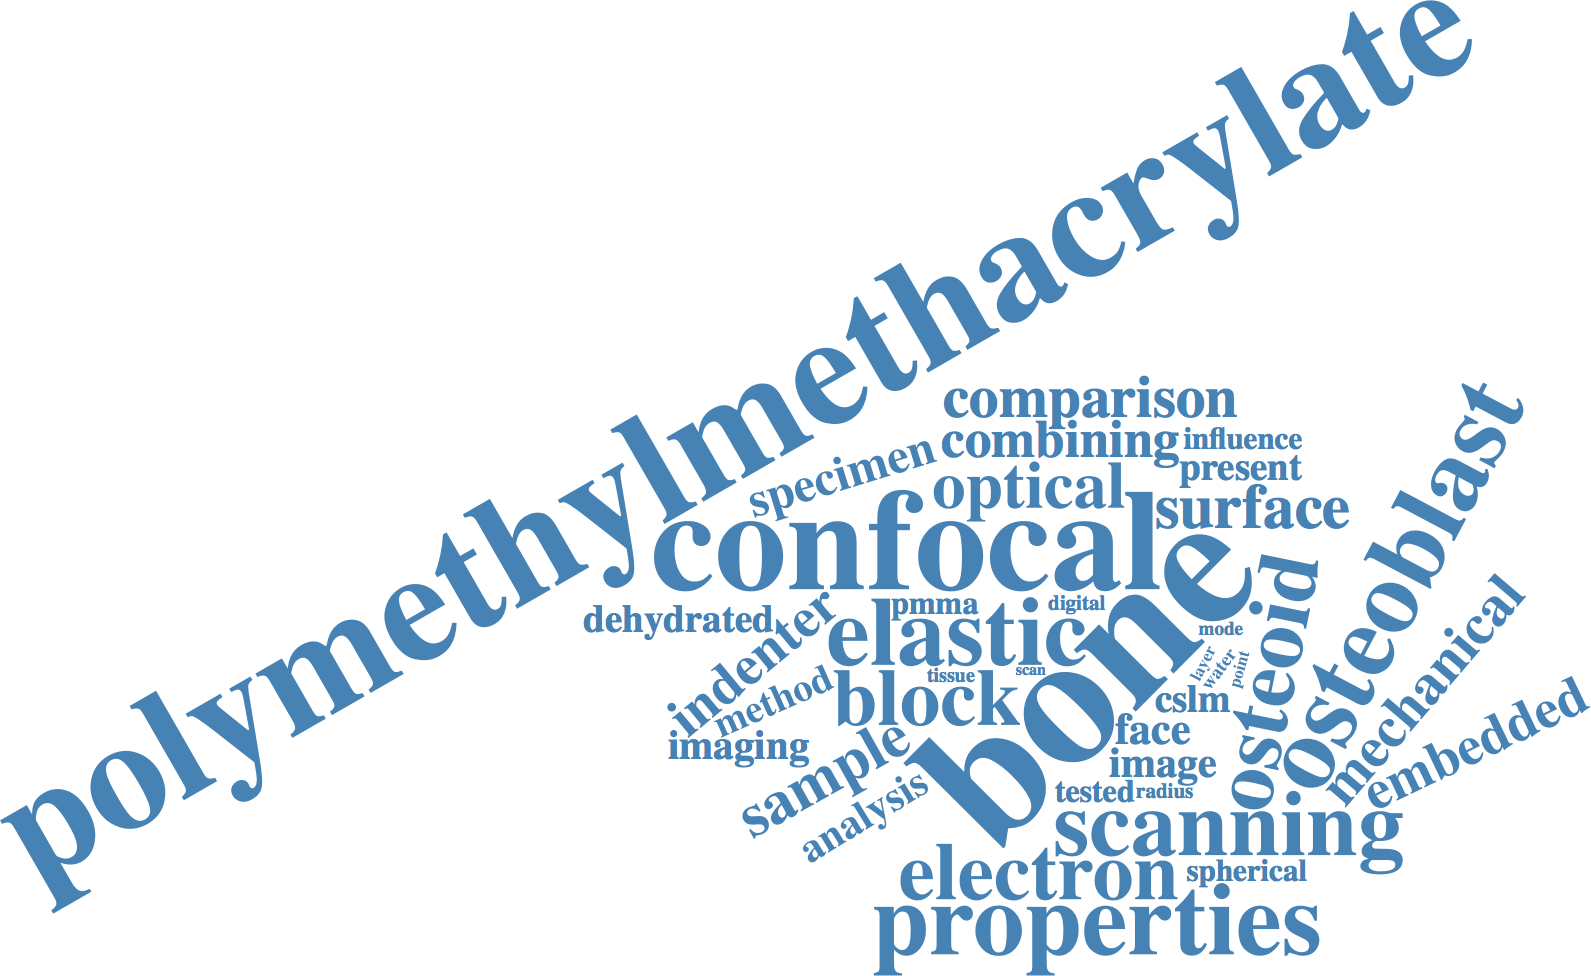 polymethylmethacrylate
comparison
combining
influence
specimen
present
optical
surface
confocal
osteoblast
bone
osteoid
dehydrated
pmma
digital
indenter
elastic
mode
mechanical
layer
water
point
tissue
scan
method
block
cslm
embedded
imaging
face
sample
image
analysis
tested
radius
scanning
electron
spherical
properties